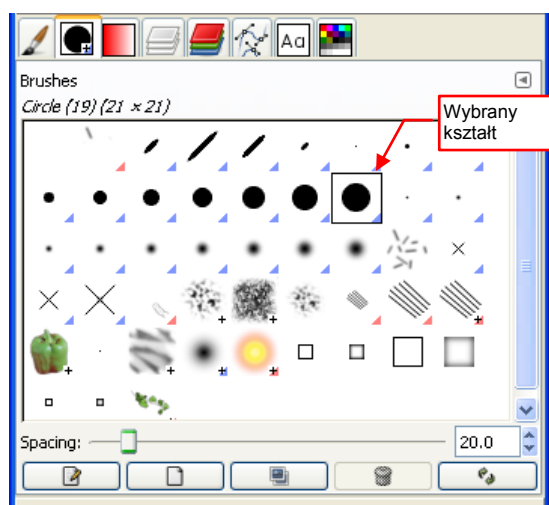 Aa
Brushes
Circle (19) (21 x 21)
Wybrany
kształt
Spacing:
20.0